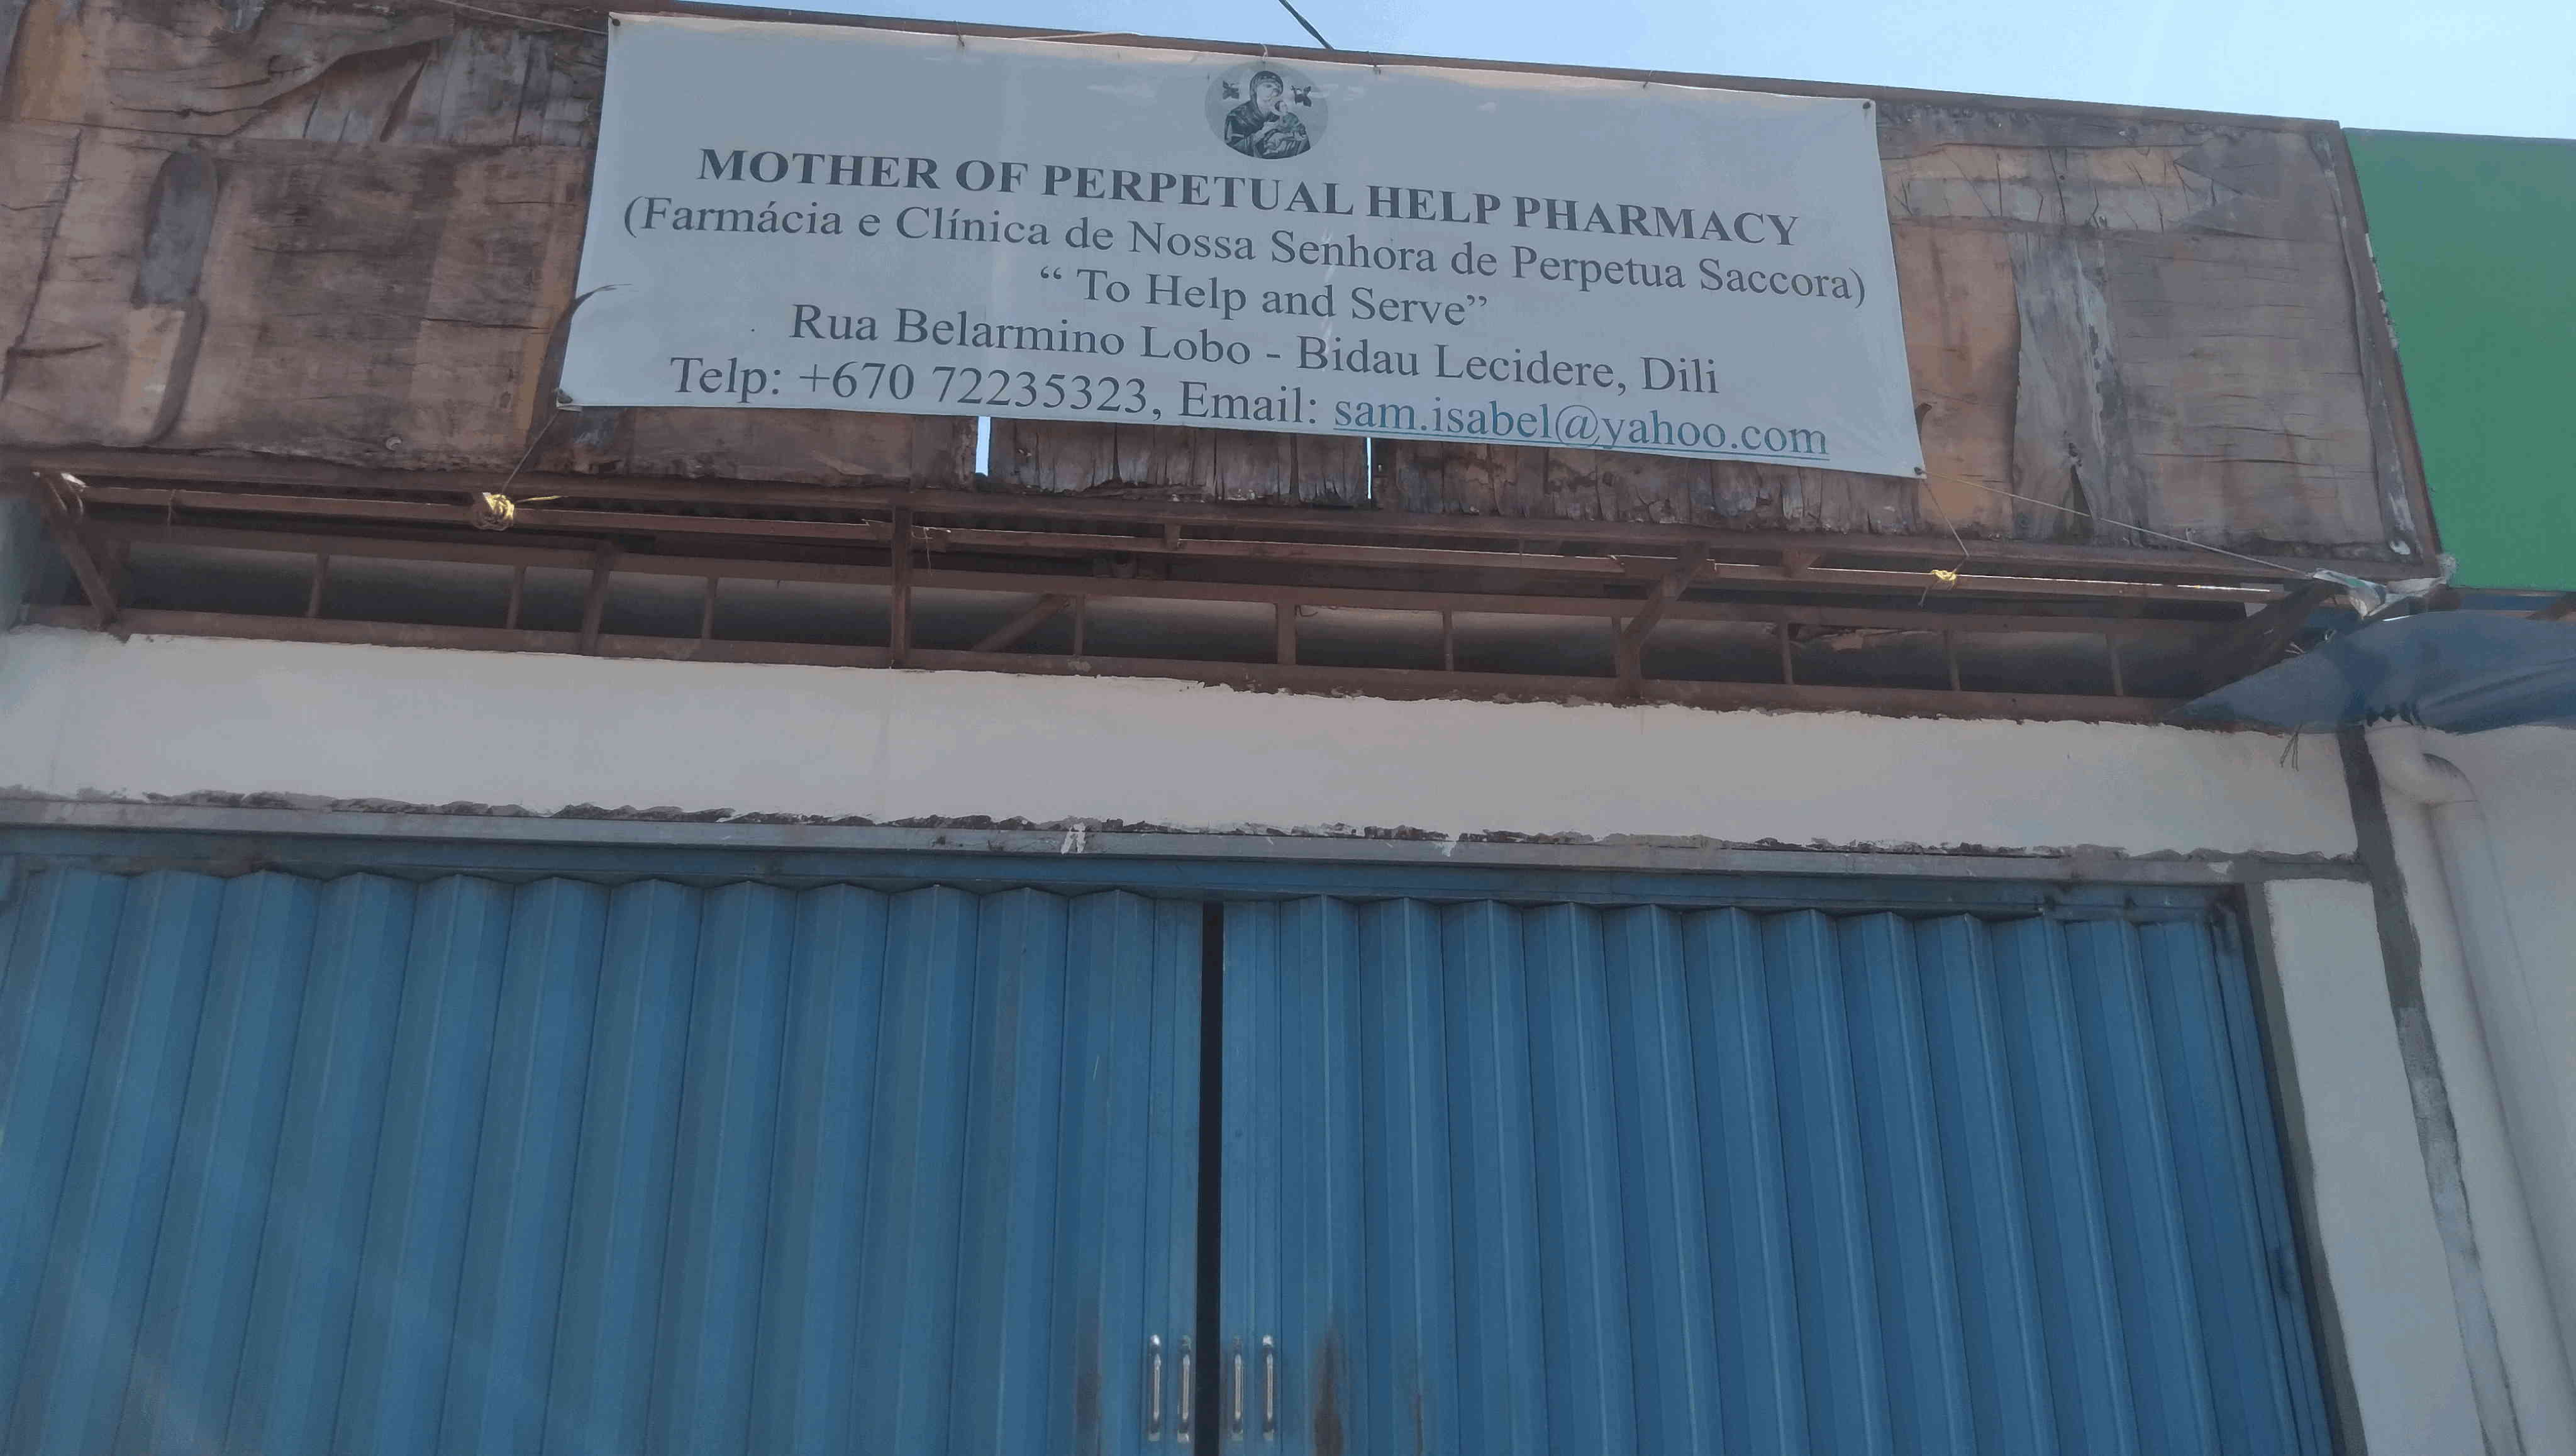 MOTHER OF PERPETUAL HELP PHARMACY
(Farmácia e Clínica de Nossa Senhora de Perpetua Saccora)
“ To Help and Serve”
Rua Belarmino Lobo - Bidau Lecidere, Dili
Telp: +670 72235323, Email: sam.isabel@yahoo.com